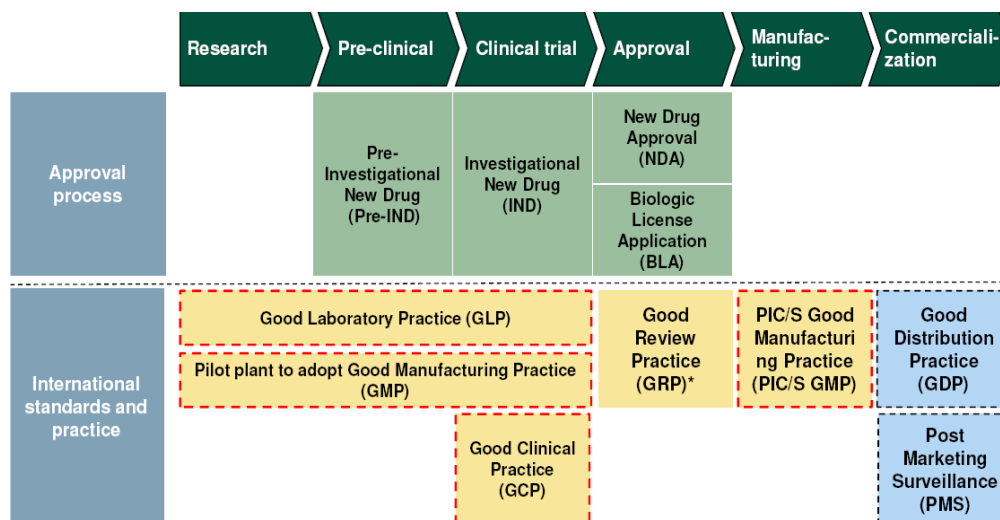 Research
Pre-clinical
Clinical trial
Approval
Manufac-
turing
Commerciali-
zation
Approval
process
Pre-
Investigational
New Drug
(Pre-IND)
Investigational
New Drug
(IND)
New Drug
Approval
(NDA)
Biologic
License
Application
(BLA)
International
standards and
practice
Good Laboratory Practice (GLP)
Pilot plant to adopt Good Manufacturing Practice
(GMP)
Good Clinical
Practice
(GCP)
Good
Review
Practice
(GRP)*
PIC/S Good
Manufacturi
ng Practice
(PIC/S GMP)
Good
Distribution
Practice
(GDP)
Post
Marketing
Surveillance
(PMS)